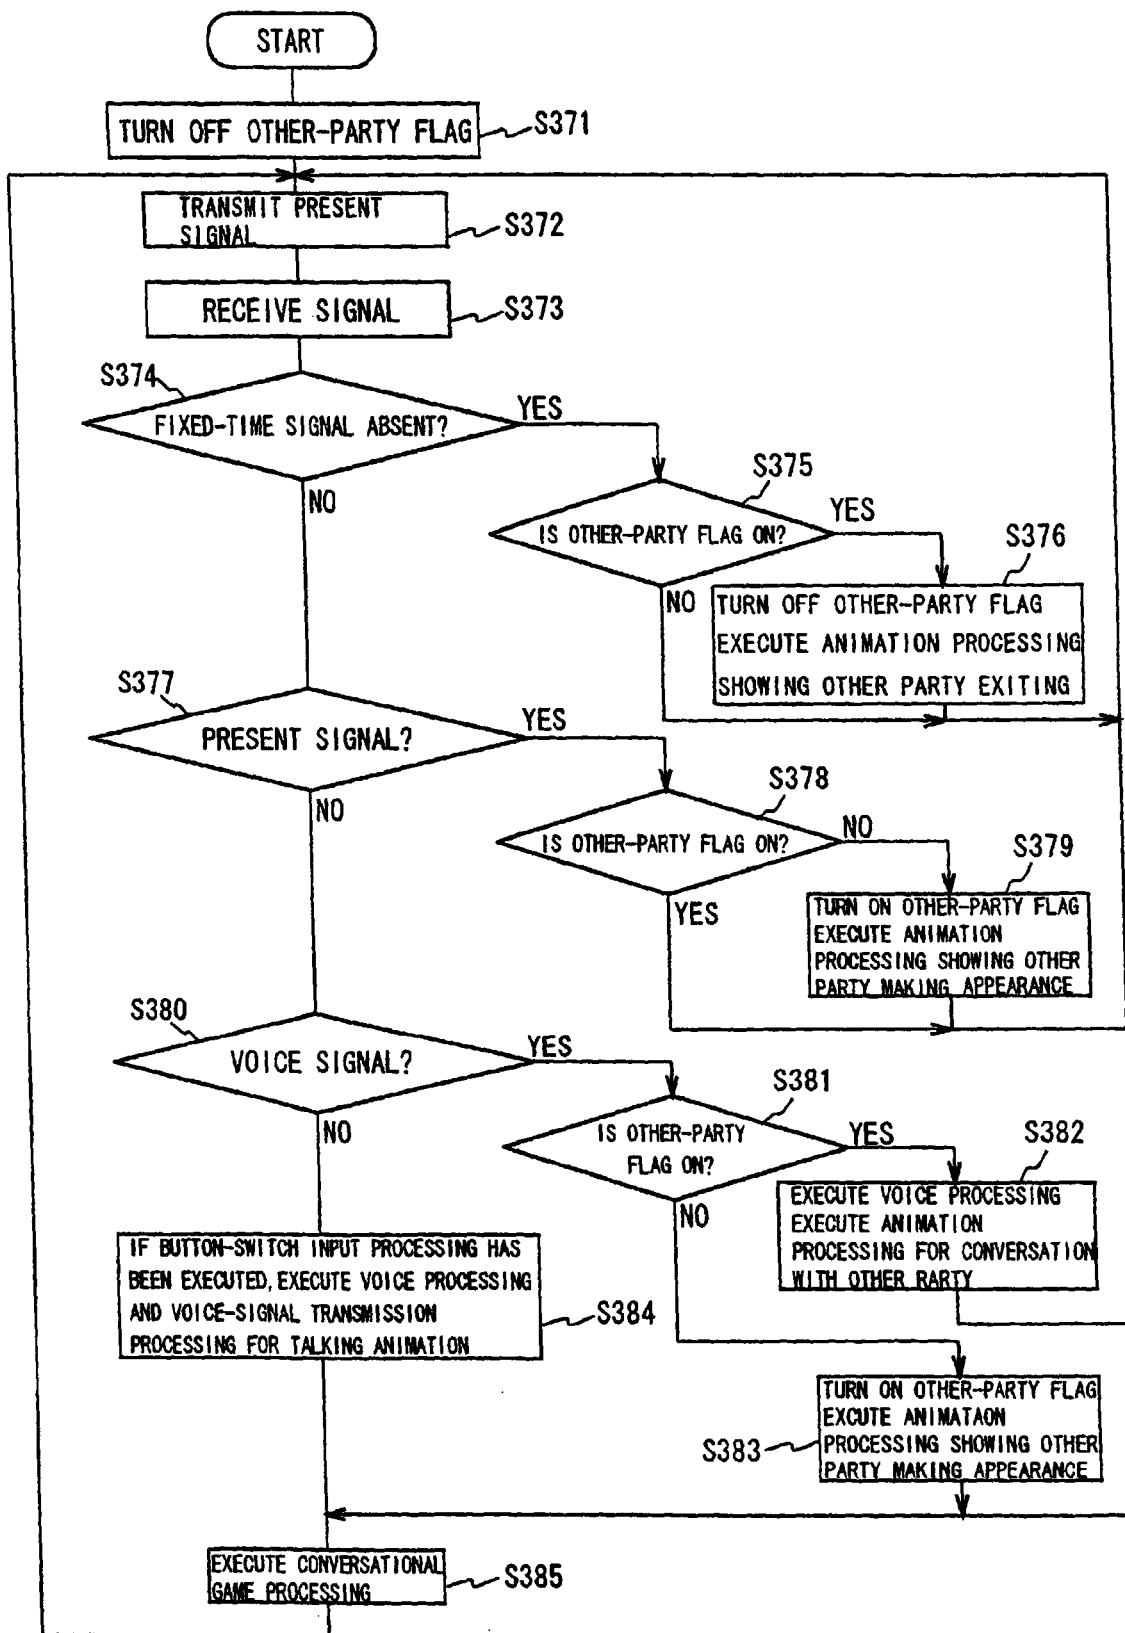 START
TURN OFF OTHER-PARTY FLAG
S371
TRANSMIT PRESENT
SIGNAL
S372
RECEIVE SIGNAL
S373
S374
FIXED-TIME SIGNAL ABSENT?
YES
NO
S375
IS OTHER-PARTY FLAG ON?
YES
NO
S376
TURN OFF OTHER-PARTY FLAG
EXECUTE ANIMATION PROCESSING
SHOWING OTHER PARTY EXITING
S377
PRESENT SIGNAL?
YES
NO
S378
IS OTHER-PARTY FLAG ON?
NO
YES
S379
TURN ON OTHER-PARTY FLAG
EXECUTE ANIMATION
PROCESSING SHOWING OTHER
PARTY MAKING APPEARANCE
S380
VOICE SIGNAL?
YES
NO
S381
IS OTHER-PARTY
FLAG ON?
YES
NO
S382
EXECUTE VOICE PROCESSING
EXECUTE ANIMATION
PROCESSING FOR CONVERSATION
WITH OTHER RARTY
IF BUTTON-SWITCH INPUT PROCESSING HAS
BEEN EXECUTED, EXECUTE VOICE PROCESSING
AND VOICE-SIGNAL TRANSMISSION
PROCESSING FOR TALKING ANIMATION
S384
TURN ON OTHER-PARTY FLAG
EXCUTE ANIMATAON
PROCESSING SHOWING OTHER
PARTY MAKING APPEARANCE
S383
EXECUTE CONVERSATIONAL
GAME PROCESSING
S385